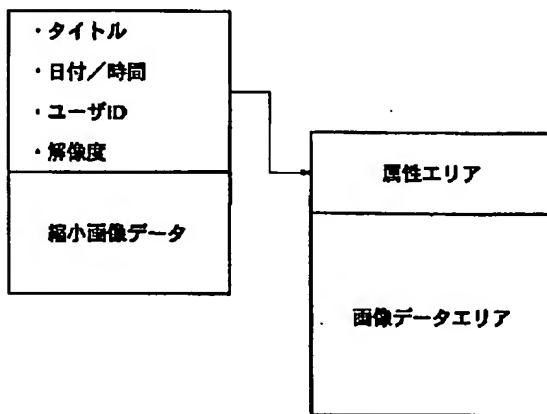 ・タイトル
・日付／時間
・ユーザID
・解像度
縮小画像データ
属性エリア
画像データエリア